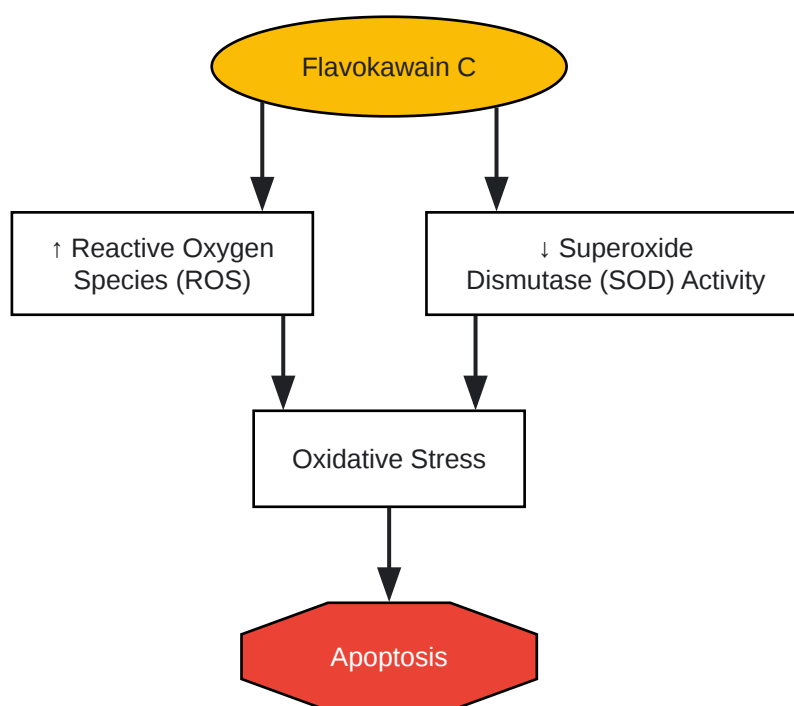 Flavokawain C
↑ Reactive Oxygen
Species (ROS)
↓ Superoxide
Dismutase (SOD) Activity
Oxidative Stress
Apoptosis